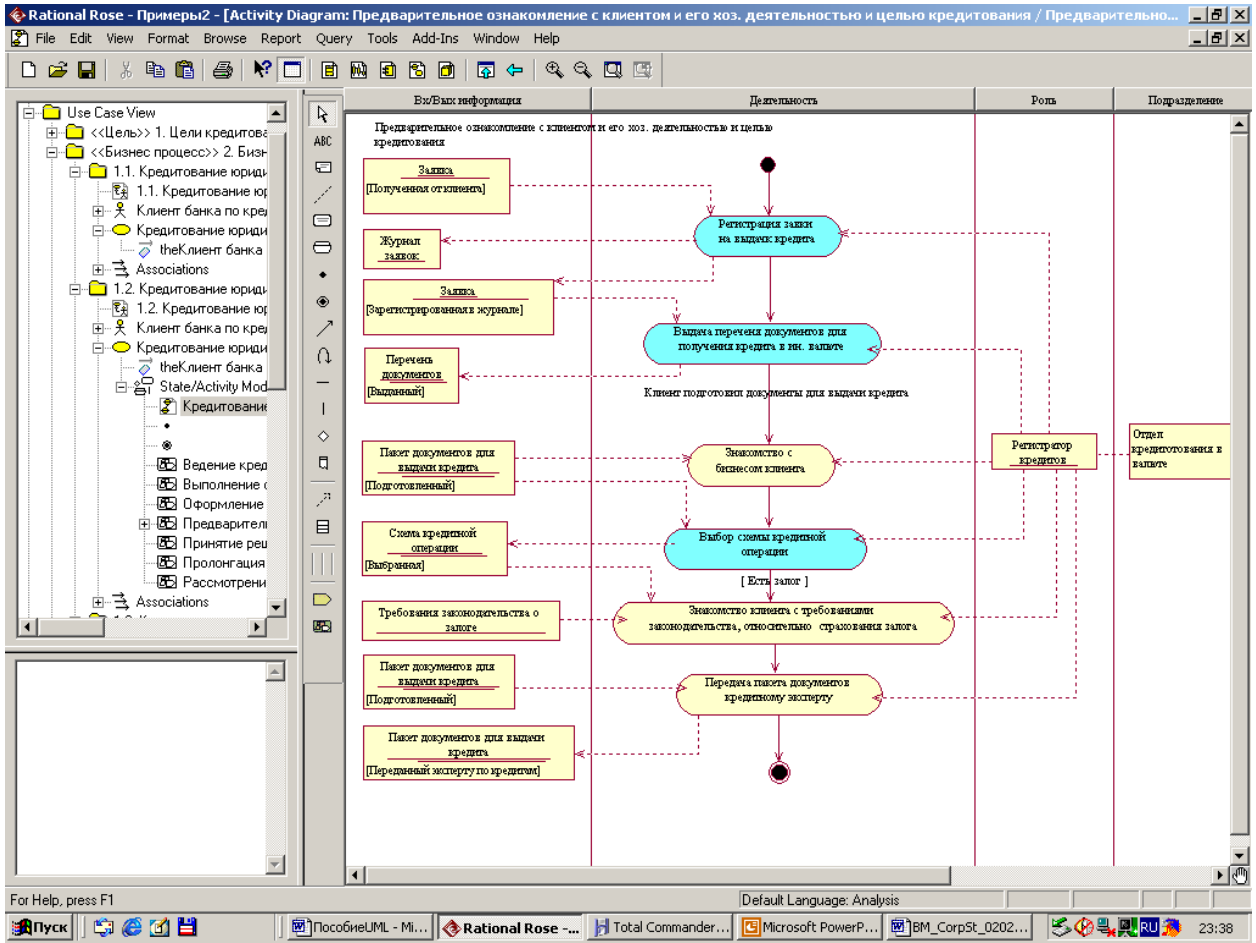 Rational Rose - Примеры2 - [Activity Diagram: Предварительное ознакомление с клиентом и его хоз. деятельностью и целью кредитования / Предварительно...
File Edit View Format Browse Report Query Tools Add-Ins Window Help
Use Case View
<<Цель>> 1. Цели кредитова
<<Бизнес процесс>> 2. Бизн
1.1. Кредитование юриди
1.1. Кредитование юр
Клиент банка по кре
Кредитование юриди
theКлиент банка
Associations
1.2. Кредитование юриди
1.2. Кредитование юр
Клиент банка по кре
Кредитование юриди
theКлиент банка
State/Activity Mod
Кредитование
Ведение кред
Выполнение с
Оформление
Предварител
Принятие реш
Пролонгация
Рассмотрени
Associations
ABC
Вх/Вых информация
Деятельность
Роль
Подразделение
Предварительное ознакомление с клиентом и его хоз. деятельностью и целью
кредитования
Заявка
[Полученная от клиента]
Регистрация заяки
на выдачк кредита
Журнал
заявок
Заявка
[Зарегистрированная в журнале]
Выдача перечня документов для
получения кредита в ин. валюте
Перечень
документов
[Выданный]
Клиент подготовил документы для выдачи кредита
Пакет документов для
выдачи кредита
[Подготовленный]
Знакомство с
бизнесом клиента
Регистратор
кредитов
Отдел
кредитотования в
валюте
Схема кредитной
операции
[Выбранная]
Выбор схемы кредитной
операции
[ Есть залог ]
Требования законодательства о
залоге
Знакомство клиента с требованиями
законодательства, относительно страхования залога
Пакет документов для
выдачи кредита
[Подготовленный]
Передача пакета документов
кредитному эксперту
Пакет документов для выдачи
кредита
[Переданный эксперту по кредитам]
For Help, press F1
Default Language: Analysis
Пуск
ПособиеUML - Mi...
Rational Rose -...
Total Commander...
Microsoft PowerP...
BM_CorpSt_0202...
RU
23:38